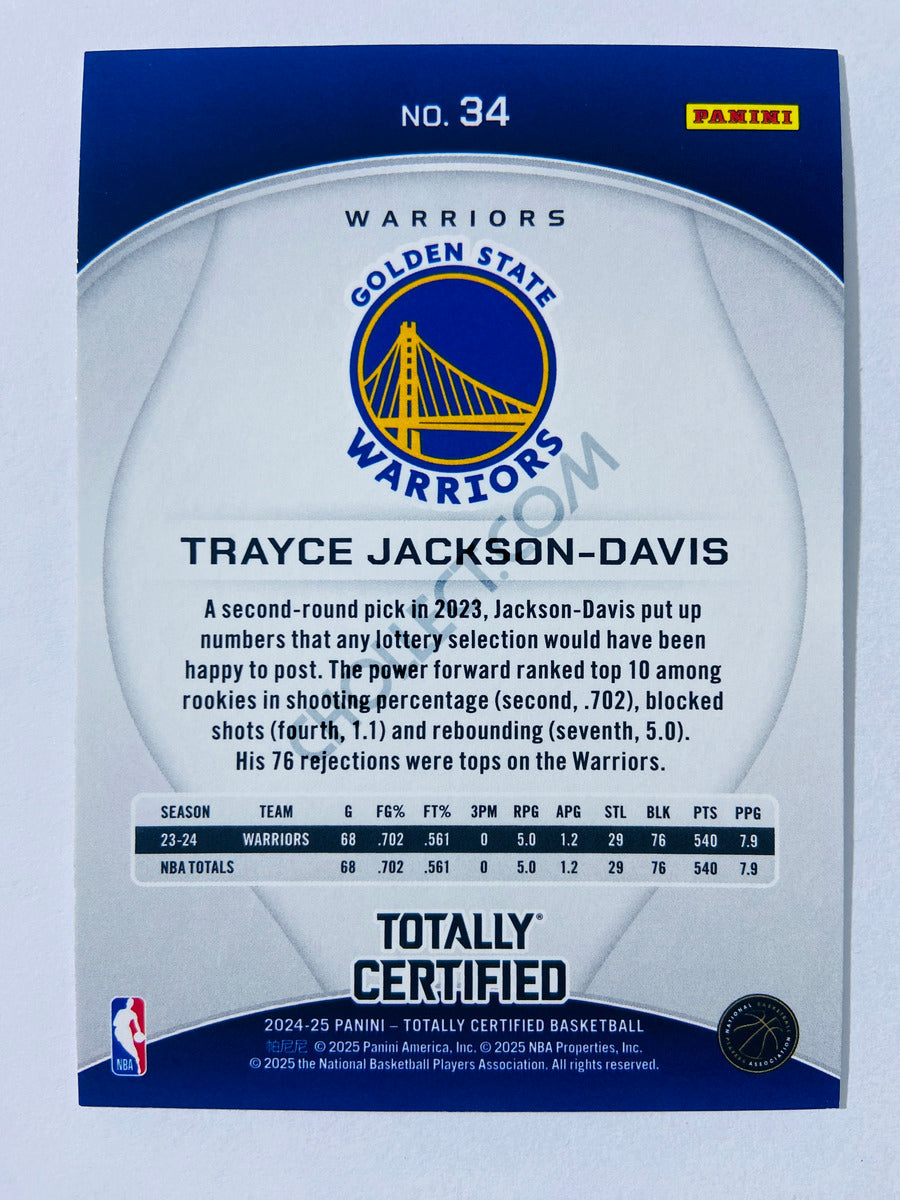 NO. 34
PANINI
WARRIORS
GOLDEN STATE
WARRIORS
TRAYCE JACKSON-DAVIS
A second-round pick in 2023, Jackson-Davis put up
numbers that any lottery selection would have been
happy to post. The power forward ranked top 10 among
rookies in shooting percentage (second, .702), blocked
shots (fourth, 1.1) and rebounding (seventh, 5.0).
His 76 rejections were tops on the Warriors.
CHOLLECT.COM
SEASON TEAM G FG% FT% 3PM RPG APG STL BLK PTS PPG
23-24 WARRIORS 68 .702 .561 0 5.0 1.2 29 76 540 7.9
NBA TOTALS 68 .702 .561 0 5.0 1.2 29 76 540 7.9
TOTALLY®
CERTIFIED
2024-25 PANINI – TOTALLY CERTIFIED BASKETBALL
帕尼尼 © 2025 Panini America, Inc. © 2025 NBA Properties, Inc.
© 2025 the National Basketball Players Association. All rights reserved.
NBA
NATIONAL BASKETBALL
PLAYERS ASSOCIATION